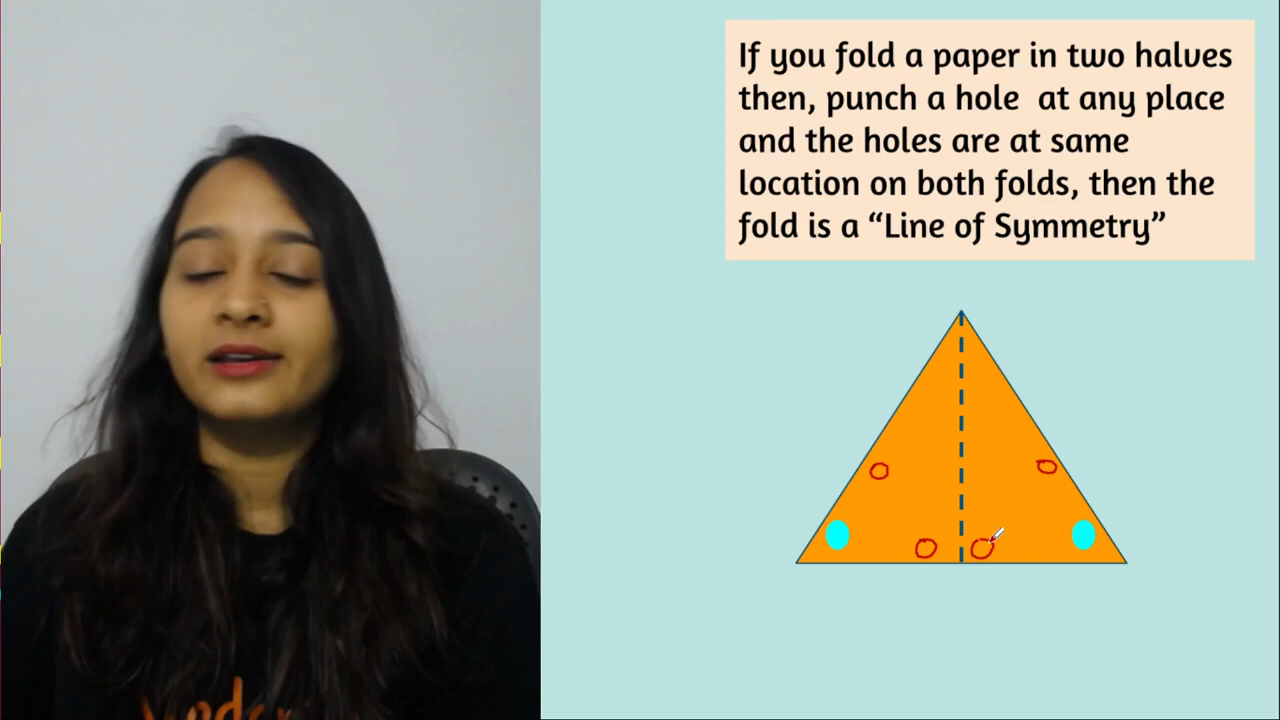 If you fold a paper in two halves
then, punch a hole at any place
and the holes are at same
location on both folds, then the
fold is a “Line of Symmetry”